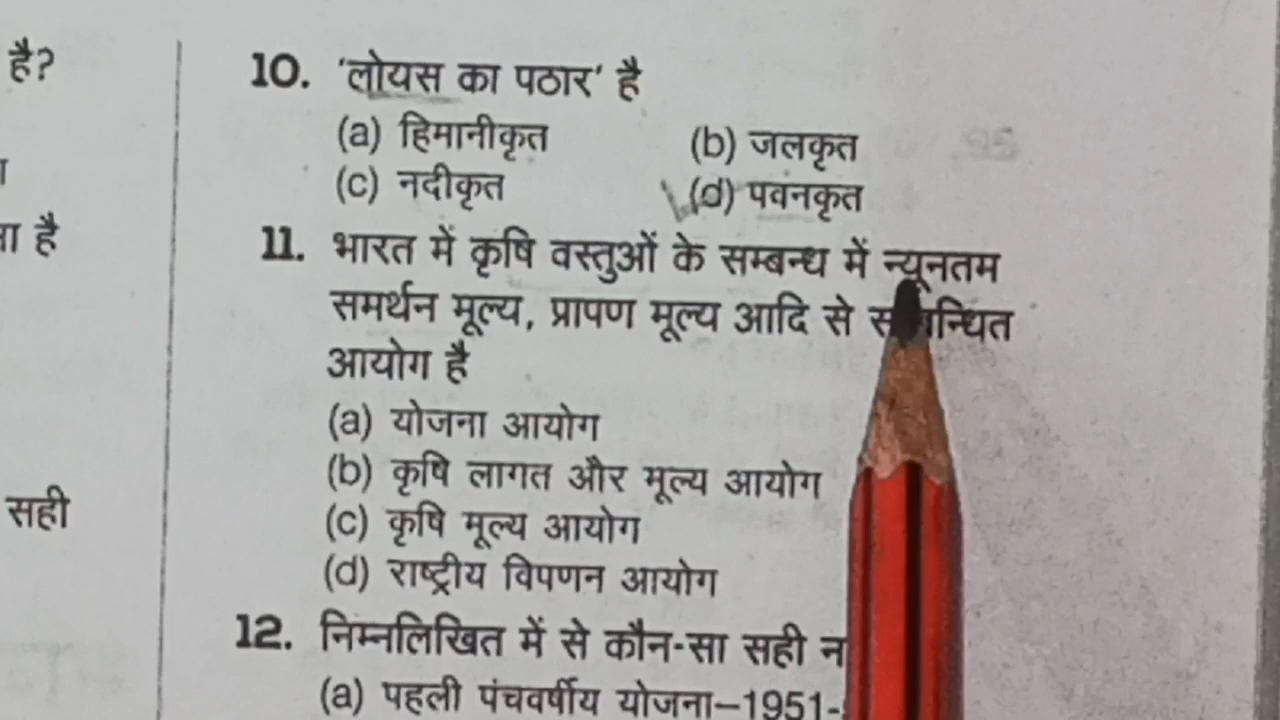 है?
ा है
सही
10. 'लोयस का पठार' है
(a) हिमानीकृत (b) जलकृत
(c) नदीकृत (d) पवनकृत
11. भारत में कृषि वस्तुओं के सम्बन्ध में न्यूनतम
समर्थन मूल्य, प्रापण मूल्य आदि से
आयोग है
(a) योजना आयोग
(b) कृषि लागत और मूल्य आयोग
(c) कृषि मूल्य आयोग
(d) राष्ट्रीय विपणन आयोग
12. निम्नलिखित में से कौन-सा सही न
(a) पहली पंचवर्षीय योजना–1951-